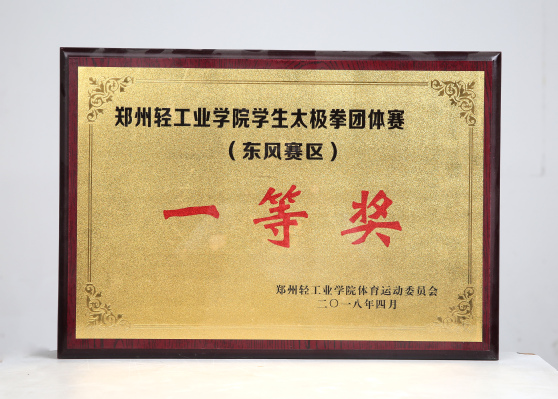 郑州轻工业学院学生太极拳团体赛
（东风赛区）
一等奖
郑州轻工业学院体育运动委员会
二〇一八年四月